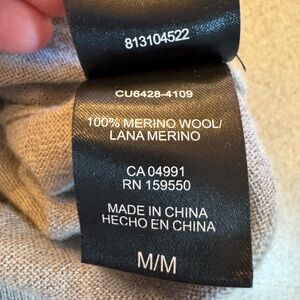 813104522
CU6428-4109
100% MERINO WOOL/
LANA MERINO
CA 04991
RN 159550
MADE IN CHINA
HECHO EN CHINA
M/M